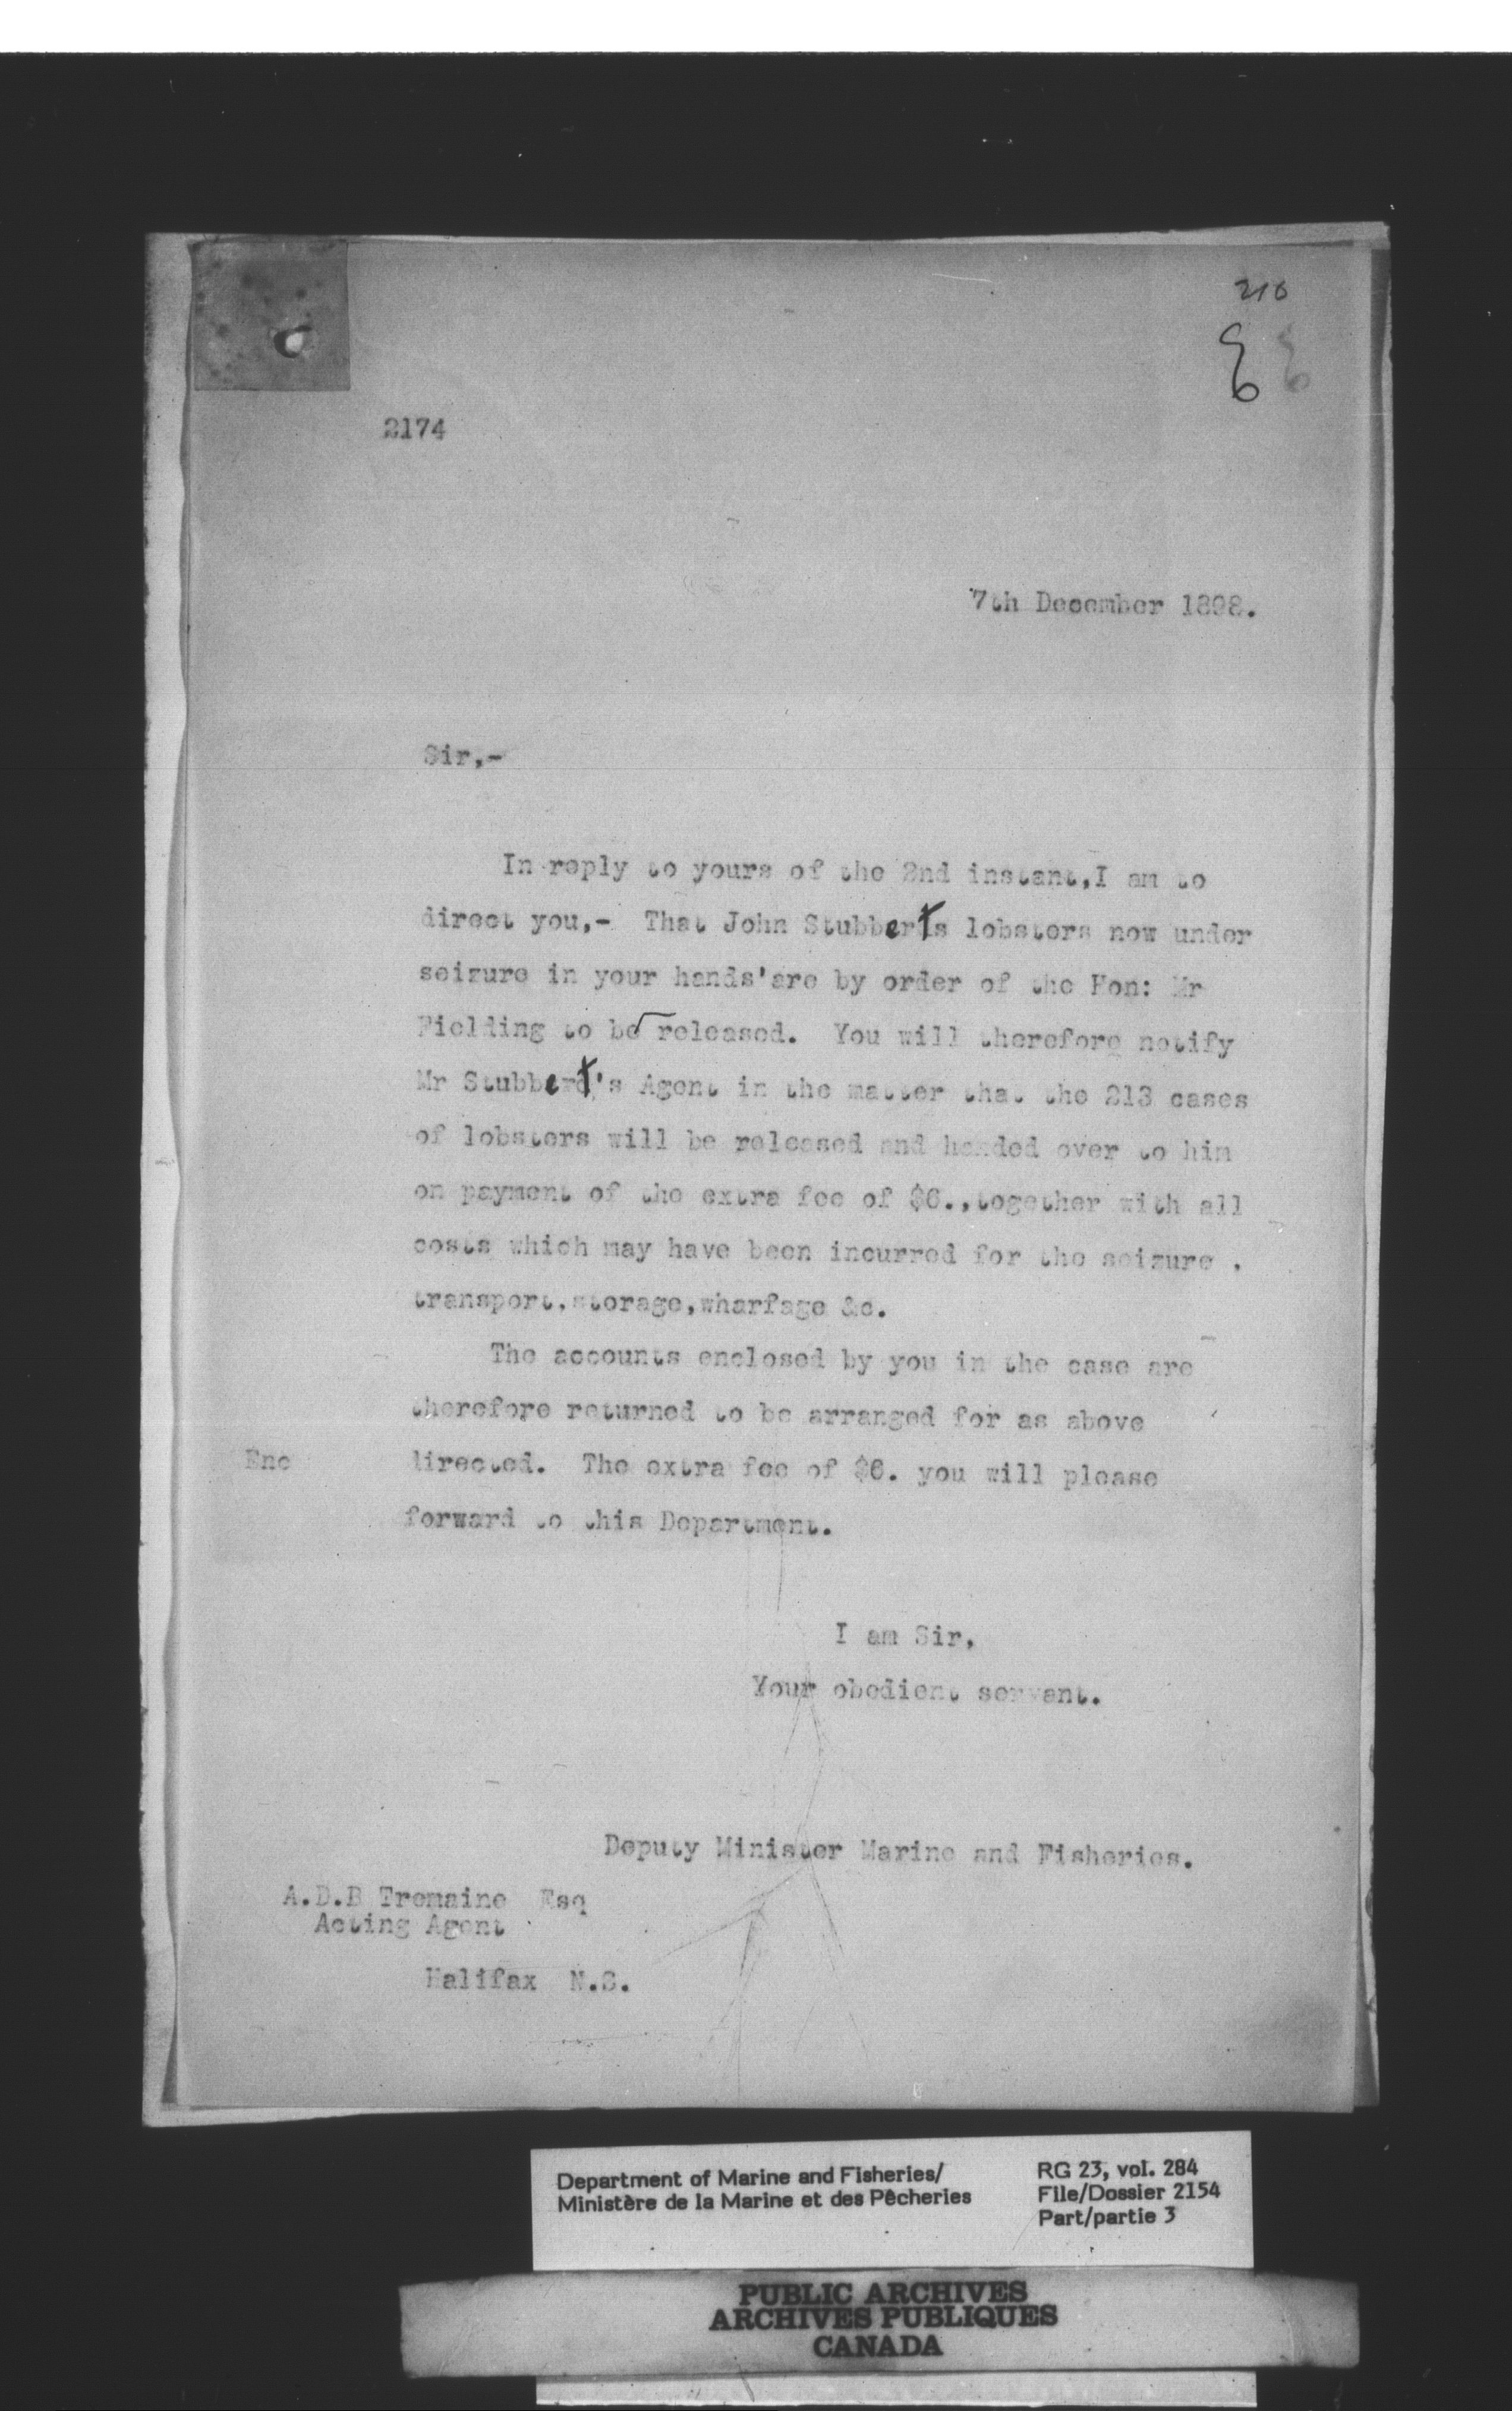 210
2174
7th December 1898.
Sir,-
In reply to yours of the 2nd instant, I am to
direct you,- That John Stubberts lobsters now under
seizure in your hands'are by order of the Hon: Mr
Fielding to be released. You will therefore notify
Mr Stubbert's Agent in the matter that the 213 cases
of lobsters will be released and handed over to him
on payment of the extra fee of $6.,together with all
costs which may have been incurred for the seizure ,
transport,storage,wharfage &c.
The accounts enclosed by you in the case are
therefore returned to be arranged for as above
Enc directed. The extra fee of $6. you will please
forward to this Department.
I am Sir,
Your obedient servant.
Deputy Minister Marine and Fisheries.
A.D.B Tremaine Esq
Acting Agent
Halifax N.S.
Department of Marine and Fisheries/ RG 23, vol. 284
Ministère de la Marine et des Pêcheries File/Dossier 2154
Part/partie 3
PUBLIC ARCHIVES
ARCHIVES PUBLIQUES
CANADA